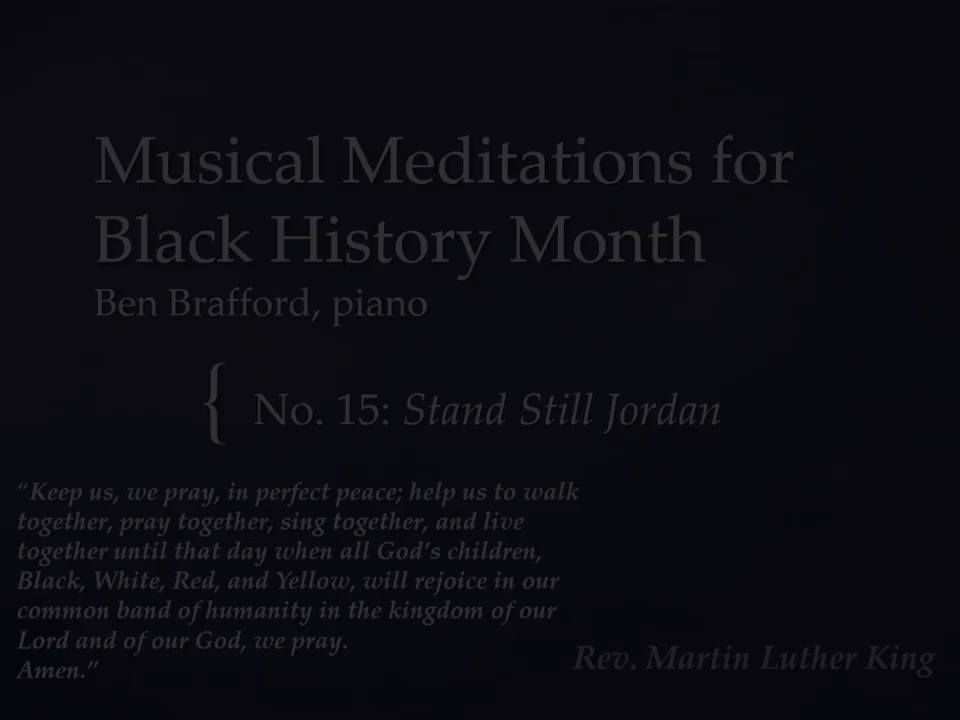 Musical Meditations for
Black History Month
Ben Brafford, piano
{ No. 15: Stand Still Jordan
“Keep us, we pray, in perfect peace; help us to walk
together, pray together, sing together, and live
together until that day when all God’s children,
Black, White, Red, and Yellow, will rejoice in our
common band of humanity in the kingdom of our
Lord and of our God, we pray.
Amen.”
Rev. Martin Luther King